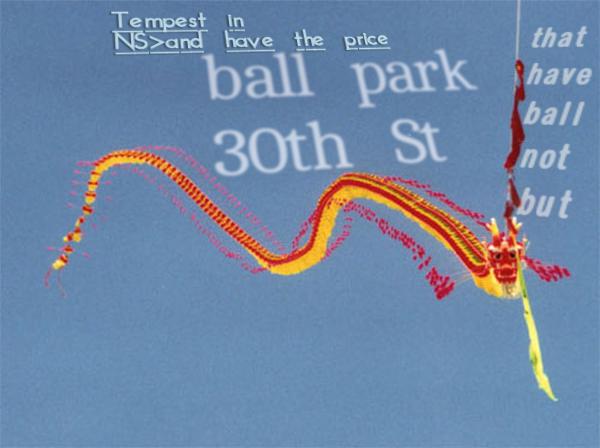 Tempest in
NS>and have the price
ball park
30th St
that
have
ball
not
but